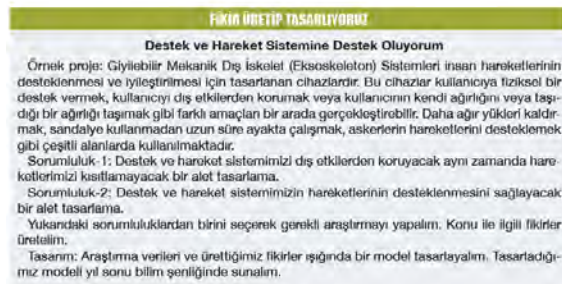 FİKİR ÜRETİP TASARLIYORUZ
Destek ve Hareket Sistemine Destek Oluyorum
Örnek proje: Giyilebilir Mekanik Dış İskelet (Eksoskeleton) Sistemleri insan hareketlerinin
desteklenmesi ve iyileştirilmesi için tasarlanan cihazlardır. Bu cihazlar kullanıcıya fiziksel bir
destek vermek, kullanıcıyı dış etkilerden korumak veya kullanıcının kendi ağırlığını veya taşı-
dığı bir ağırlığı taşımak gibi farklı amaçları bir arada gerçekleştirebilir. Daha ağır yükleri kaldır-
mak, sandalye kullanmadan uzun süre ayakta çalışmak, askerlerin hareketlerini desteklemek
gibi çeşitli alanlarda kullanılmaktadır.
Sorumluluk-1: Destek ve hareket sistemimizi dış etkilerden koruyacak aynı zamanda hare-
ketlerimizi kısıtlamayacak bir alet tasarlama.
Sorumluluk-2: Destek ve hareket sistemimizin hareketlerinin desteklenmesini sağlayacak
bir alet tasarlama.
Yukarıdaki sorumluluklardan birini seçerek gerekli araştırmayı yapalım. Konu ile ilgili fikirler
üretelim.
Tasarım: Araştırma verileri ve ürettiğimiz fikirler ışığında bir model tasarlayalım. Tasarladığı-
mız modeli yıl sonu bilim şenliğinde sunalım.